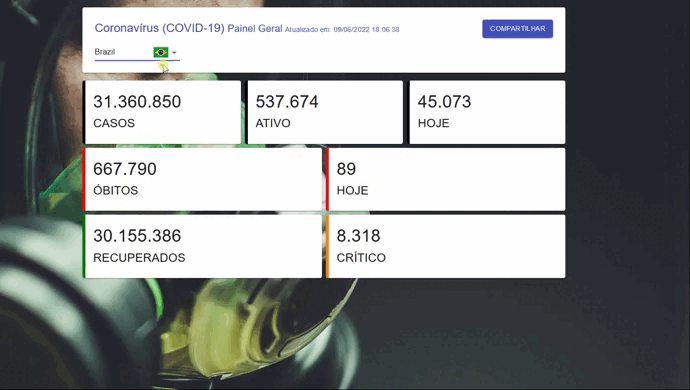 Coronavírus (COVID-19) Painel Geral Atualizado em: 09/06/2022 18:06:38
COMPARTILHAR
Brazil
31.360.850
CASOS
537.674
ATIVO
45.073
HOJE
667.790
ÓBITOS
89
HOJE
30.155.386
RECUPERADOS
8.318
CRÍTICO